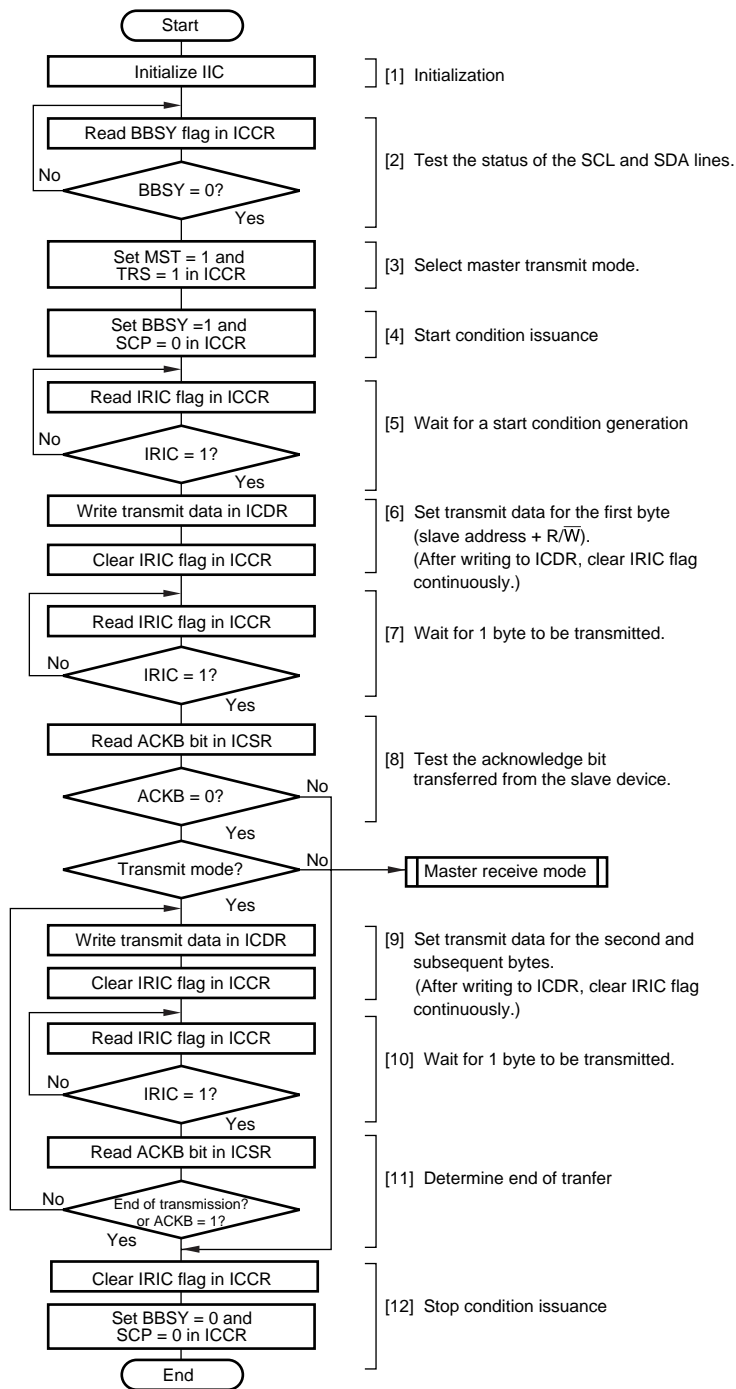 Start
Initialize IIC
[1] Initialization
Read BBSY flag in ICCR
[2] Test the status of the SCL and SDA lines.
No
BBSY = 0?
Yes
Set MST = 1 and
TRS = 1 in ICCR
[3] Select master transmit mode.
Set BBSY =1 and
SCP = 0 in ICCR
[4] Start condition issuance
Read IRIC flag in ICCR
[5] Wait for a start condition generation
No
IRIC = 1?
Yes
Write transmit data in ICDR
[6] Set transmit data for the first byte
(slave address + R/W̅).
(After writing to ICDR, clear IRIC flag
continuously.)
Clear IRIC flag in ICCR
Read IRIC flag in ICCR
[7] Wait for 1 byte to be transmitted.
No
IRIC = 1?
Yes
Read ACKB bit in ICSR
[8] Test the acknowledge bit
transferred from the slave device.
ACKB = 0?
No
Yes
Transmit mode?
No
Master receive mode
Yes
Write transmit data in ICDR
[9] Set transmit data for the second and
subsequent bytes.
(After writing to ICDR, clear IRIC flag
continuously.)
Clear IRIC flag in ICCR
Read IRIC flag in ICCR
[10] Wait for 1 byte to be transmitted.
No
IRIC = 1?
Yes
Read ACKB bit in ICSR
[11] Determine end of tranfer
No
End of transmission?
or ACKB = 1?
Yes
Clear IRIC flag in ICCR
[12] Stop condition issuance
Set BBSY = 0 and
SCP = 0 in ICCR
End